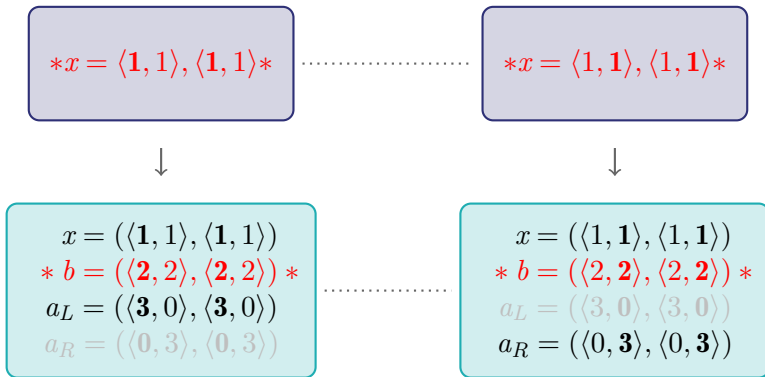 *x = ⟨1, 1⟩, ⟨1, 1⟩*
*x = ⟨1, 1⟩, ⟨1, 1⟩*
x = (⟨1, 1⟩, ⟨1, 1⟩)
* b = (⟨2, 2⟩, ⟨2, 2⟩) *
a_L = (⟨3, 0⟩, ⟨3, 0⟩)
a_R = (⟨0, 3⟩, ⟨0, 3⟩)
x = (⟨1, 1⟩, ⟨1, 1⟩)
* b = (⟨2, 2⟩, ⟨2, 2⟩) *
a_L = (⟨3, 0⟩, ⟨3, 0⟩)
a_R = (⟨0, 3⟩, ⟨0, 3⟩)